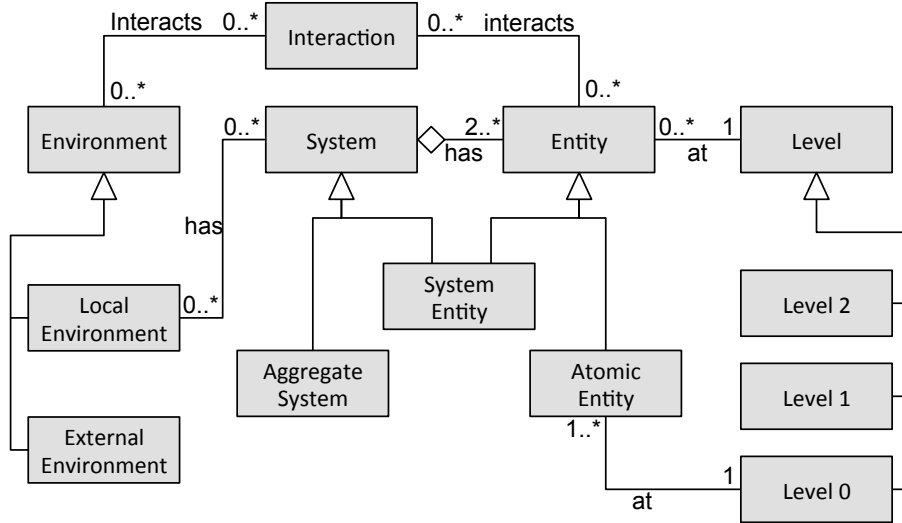 Interacts
0..*
Interaction
0..*
interacts
0..*
0..*
Environment
0..*
System
2..*
has
Entity
0..*
at
1
Level
has
Local
Environment
0..*
System
Entity
Level 2
Aggregate
System
Atomic
Entity
Level 1
1..*
External
Environment
at
1
Level 0